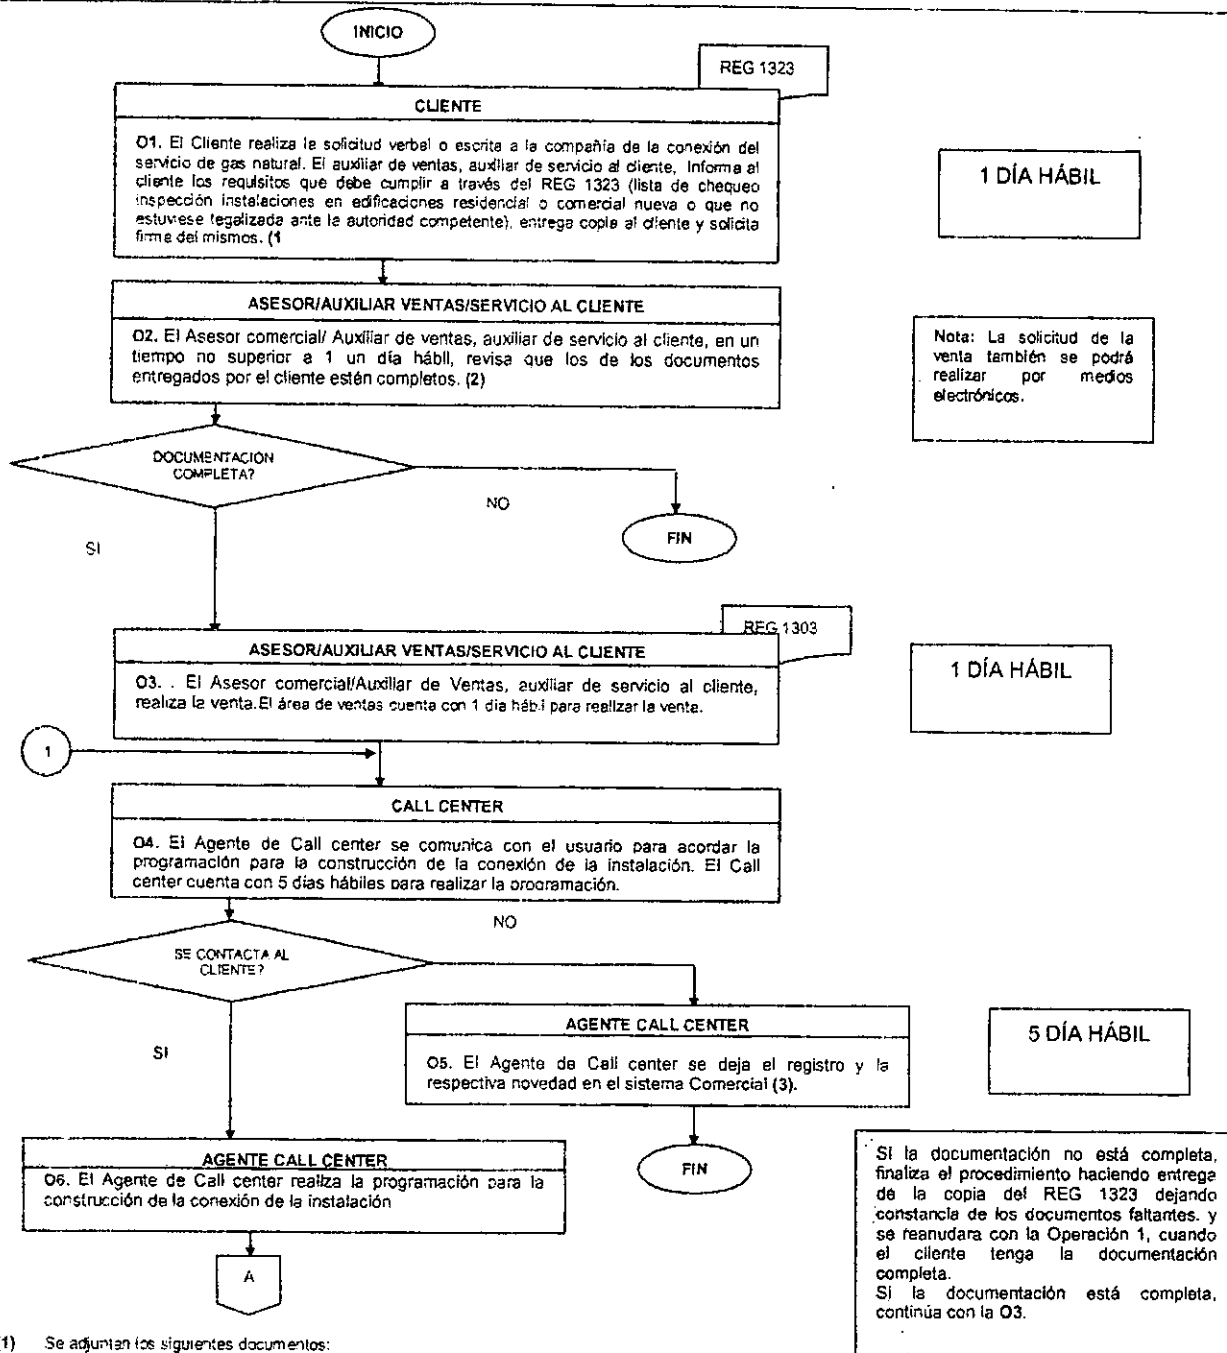 INICIO
REG 1323
CLIENTE
O1. El Cliente realiza la solicitud verbal o escrita a la compañía de la conexión del
servicio de gas natural. El auxiliar de ventas, auxiliar de servicio al cliente, Informa al
cliente los requisitos que debe cumplir a través del REG 1323 (lista de chequeo
inspección instalaciones en edificaciones residencial o comercial nueva o que no
estuviese legalizada ante la autoridad competente), entrega copia al cliente y solicita
firma del mismos. (1
1 DÍA HÁBIL
ASESOR/AUXILIAR VENTAS/SERVICIO AL CLIENTE
O2. El Asesor comercial/ Auxiliar de ventas, auxiliar de servicio al cliente, en un
tiempo no superior a 1 un día hábil, revisa que los de los documentos
entregados por el cliente estén completos. (2)
Nota: La solicitud de la
venta también se podrá
realizar por medios
electrónicos.
DOCUMENTACION
COMPLETA?
NO
FIN
SI
REG 1303
ASESOR/AUXILIAR VENTAS/SERVICIO AL CLIENTE
O3. . El Asesor comercial/Auxiliar de Ventas, auxiliar de servicio al cliente,
realiza la venta.El área de ventas cuenta con 1 día hábil para realizar la venta.
1 DÍA HÁBIL
1
CALL CENTER
O4. El Agente de Call center se comunica con el usuario para acordar la
programación para la construcción de la conexión de la instalación. El Call
center cuenta con 5 días hábiles para realizar la programación.
NO
SE CONTACTA AL
CLIENTE?
SI
AGENTE CALL CENTER
O5. El Agente de Call center se deja el registro y la
respectiva novedad en el sistema Comercial (3).
5 DÍA HÁBIL
FIN
AGENTE CALL CENTER
O6. El Agente de Call center realiza la programación para la
construcción de la conexión de la instalación
A
SI la documentación no está completa,
finaliza el procedimiento haciendo entrega
de la copia del REG 1323 dejando
constancia de los documentos faltantes. y
se reanudara con la Operación 1, cuando
el cliente tenga la documentación
completa.
SI la documentación está completa,
continúa con la O3.
(1) Se adjuntan los siguientes documentos: